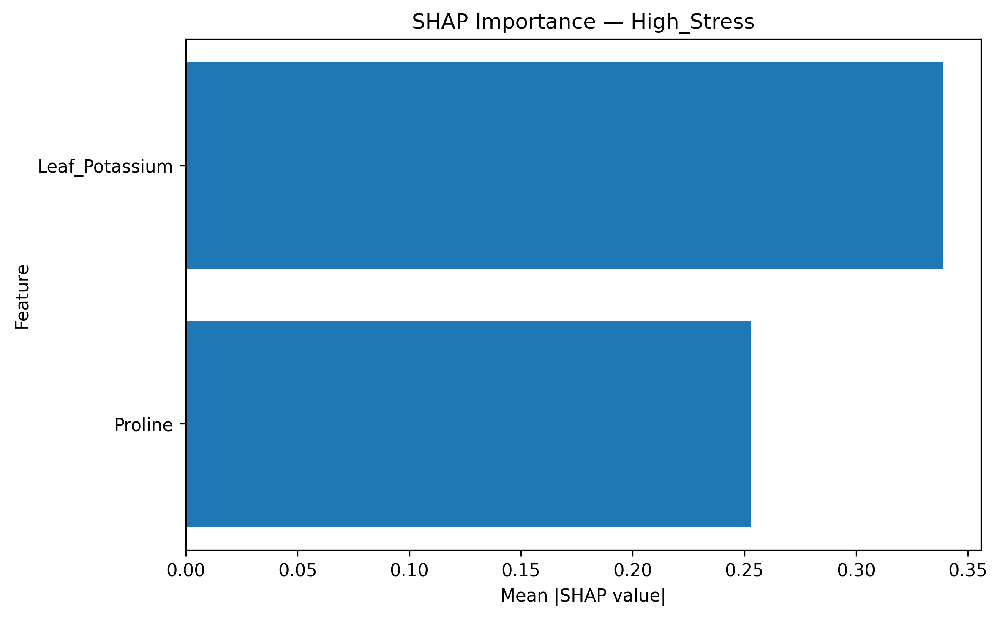 SHAP Importance — High_Stress
Leaf_Potassium
Proline
Feature
0.00 0.05 0.10 0.15 0.20 0.25 0.30 0.35
Mean |SHAP value|